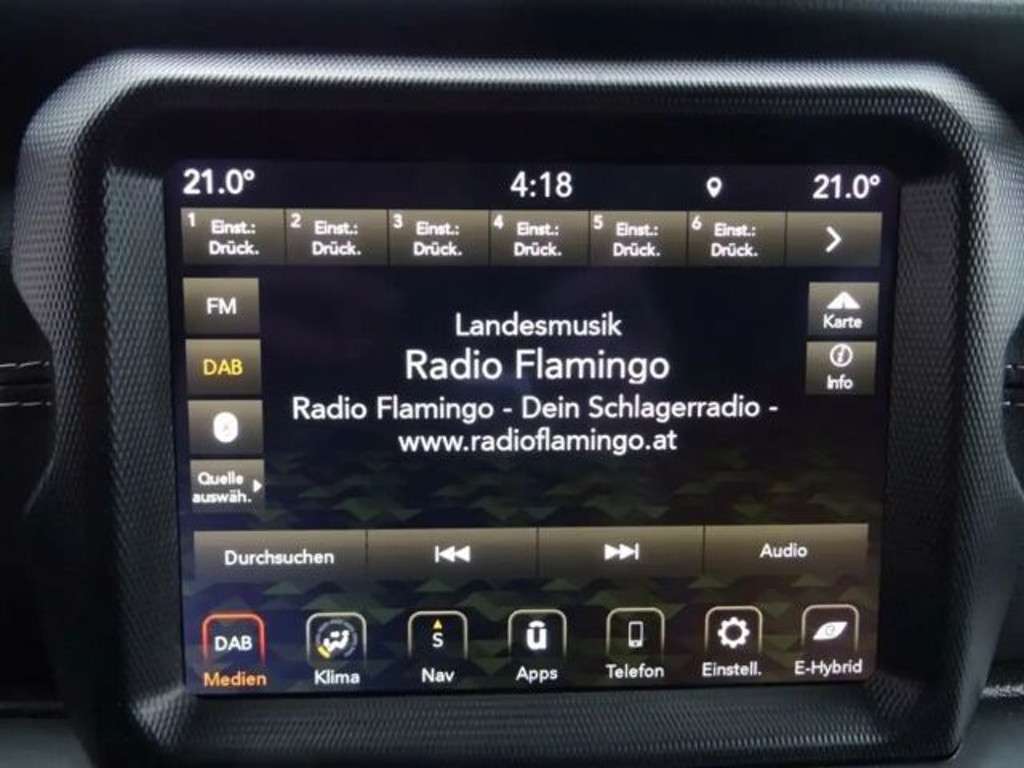 21.0°
4:18
21.0°
1 Einst.:
Drück.
2 Einst.:
Drück.
3 Einst.:
Drück.
4 Einst.:
Drück.
5 Einst.:
Drück.
6 Einst.:
Drück.
FM
DAB
Quelle
auswäh.
Landesmusik
Radio Flamingo
Radio Flamingo - Dein Schlagerradio -
www.radioflamingo.at
Karte
Info
Durchsuchen
Audio
DAB
Medien
Klima
S
Nav
ū
Apps
Telefon
Einstell.
E-Hybrid